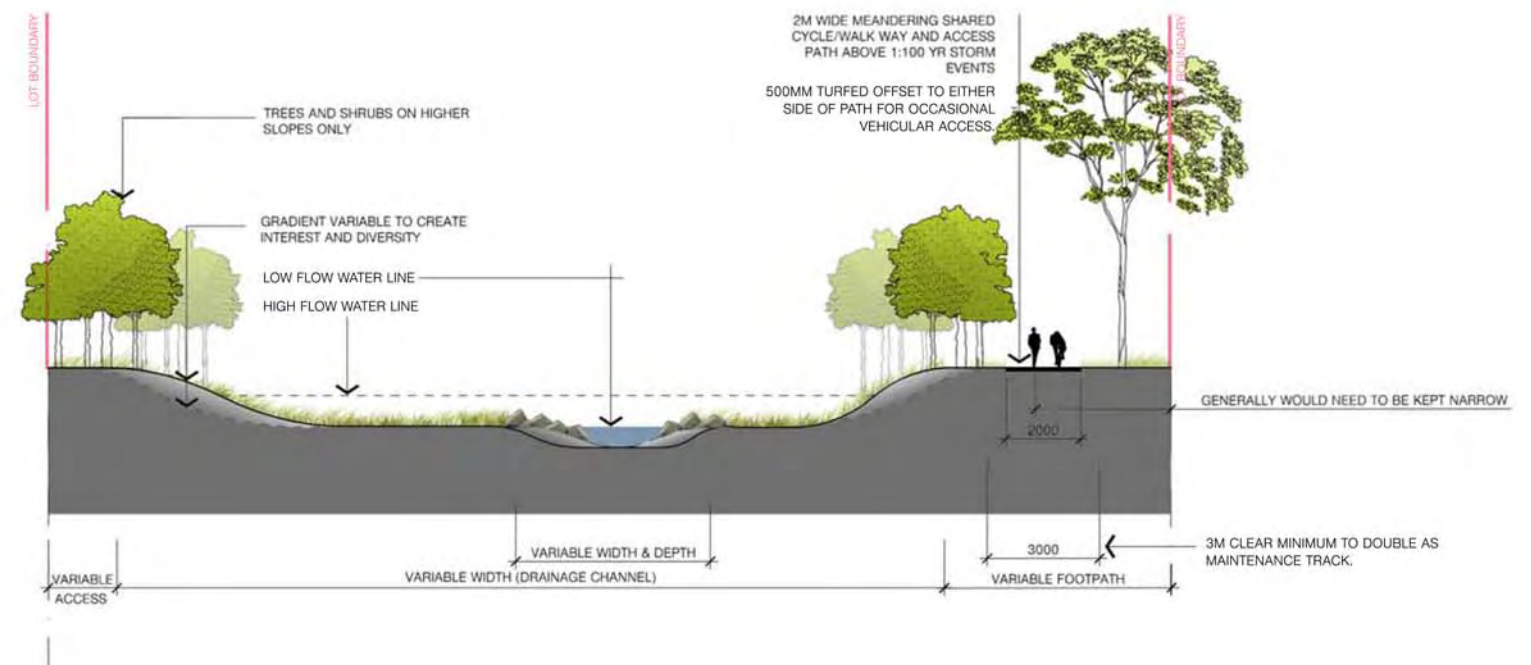 LOT BOUNDARY
2M WIDE MEANDERING SHARED
CYCLE/WALK WAY AND ACCESS
PATH ABOVE 1:100 YR STORM
EVENTS
500MM TURFED OFFSET TO EITHER
SIDE OF PATH FOR OCCASIONAL
VEHICULAR ACCESS.
BOUNDARY
TREES AND SHRUBS ON HIGHER
SLOPES ONLY
GRADIENT VARIABLE TO CREATE
INTEREST AND DIVERSITY
LOW FLOW WATER LINE
HIGH FLOW WATER LINE
GENERALLY WOULD NEED TO BE KEPT NARROW
2000
VARIABLE WIDTH & DEPTH
3000
3M CLEAR MINIMUM TO DOUBLE AS
MAINTENANCE TRACK.
VARIABLE
ACCESS
VARIABLE WIDTH (DRAINAGE CHANNEL)
VARIABLE FOOTPATH